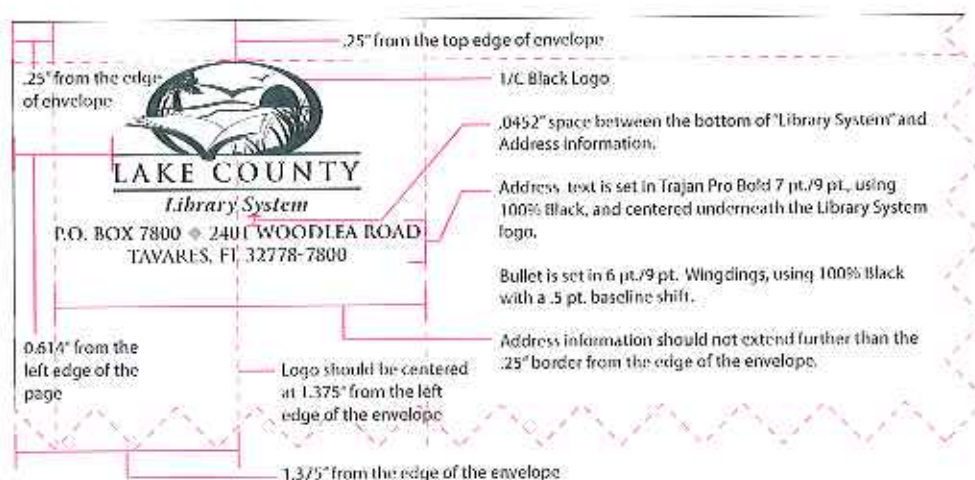 .25" from the top edge of envelope
.25" from the edge
of envelope
1/C Black Logo
.0452" space between the bottom of "Library System" and
Address Information.
LAKE COUNTY
Library System
P.O. BOX 7800 ◆ 2401 WOODLEA ROAD
TAVARES, FL 32778-7800
Address text is set in Trajan Pro Bold 7 pt./9 pt., using
100% Black, and centered underneath the Library System
logo.
Bullet is set in 6 pt./9 pt. Wingdings, using 100% Black
with a .5 pt. baseline shift.
Address information should not extend further than the
.25" border from the edge of the envelope.
0.614" from the
left edge of the
page
Logo should be centered
at 1.375" from the left
edge of the envelope
1.375" from the edge of the envelope